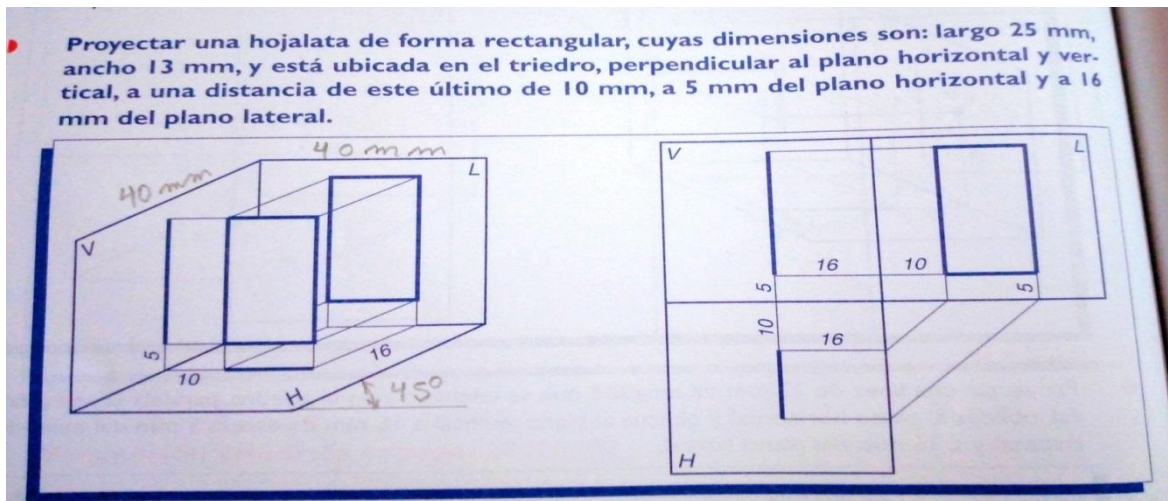 Proyectar una hojalata de forma rectangular, cuyas dimensiones son: largo 25 mm,
ancho 13 mm, y está ubicada en el triedro, perpendicular al plano horizontal y ver-
tical, a una distancia de este último de 10 mm, a 5 mm del plano horizontal y a 16
mm del plano lateral.
40 mm
40 mm
L
V
5
10
16
H
45°
V
L
16
10
5
5
10
16
H